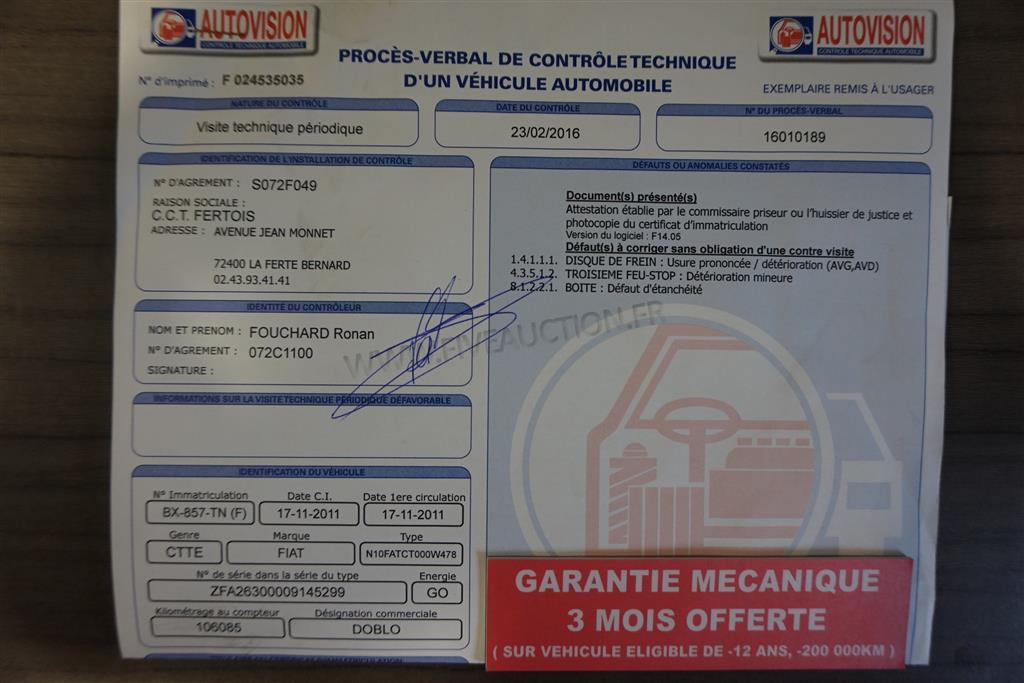 AUTOVISION
CONTRÔLE TECHNIQUE AUTOMOBILE
AUTOVISION
CONTRÔLE TECHNIQUE AUTOMOBILE
PROCÈS-VERBAL DE CONTRÔLE TECHNIQUE
D'UN VÉHICULE AUTOMOBILE
N° d'imprimé : F 024535035
EXEMPLAIRE REMIS À L'USAGER
NATURE DU CONTRÔLE
Visite technique périodique
DATE DU CONTRÔLE
23/02/2016
N° DU PROCÈS-VERBAL
16010189
IDENTIFICATION DE L'INSTALLATION DE CONTRÔLE
N° D'AGREMENT : S072F049
RAISON SOCIALE :
C.C.T. FERTOIS
ADRESSE : AVENUE JEAN MONNET
72400 LA FERTE BERNARD
02.43.93.41.41
IDENTITÉ DU CONTRÔLEUR
NOM ET PRENOM : FOUCHARD Ronan
N° D'AGREMENT : 072C1100
SIGNATURE :
INFORMATIONS SUR LA VISITE TECHNIQUE PÉRIODIQUE DÉFAVORABLE
IDENTIFICATION DU VÉHICULE
N° Immatriculation Date C.I. Date 1ere circulation
BX-857-TN (F) 17-11-2011 17-11-2011
Genre Marque Type
CTTE FIAT N10FATCT000W478
N° de série dans la série du type Energie
ZFA26300009145299 GO
Kilométrage au compteur Désignation commerciale
106085 DOBLO
DÉFAUTS OU ANOMALIES CONSTATÉS
Document(s) présenté(s)
Attestation établie par le commissaire priseur ou l'huissier de justice et
photocopie du certificat d'immatriculation
Version du logiciel : F14.05
Défaut(s) à corriger sans obligation d'une contre visite
1.4.1.1.1. DISQUE DE FREIN : Usure prononcée / détérioration (AVG,AVD)
4.3.5.1.2. TROISIEME FEU-STOP : Détérioration mineure
8.1.2.2.1. BOITE : Défaut d'étanchéité
WWW.FIVEAUCTION.FR
GARANTIE MECANIQUE
3 MOIS OFFERTE
( SUR VEHICULE ELIGIBLE DE -12 ANS, -200 000KM )